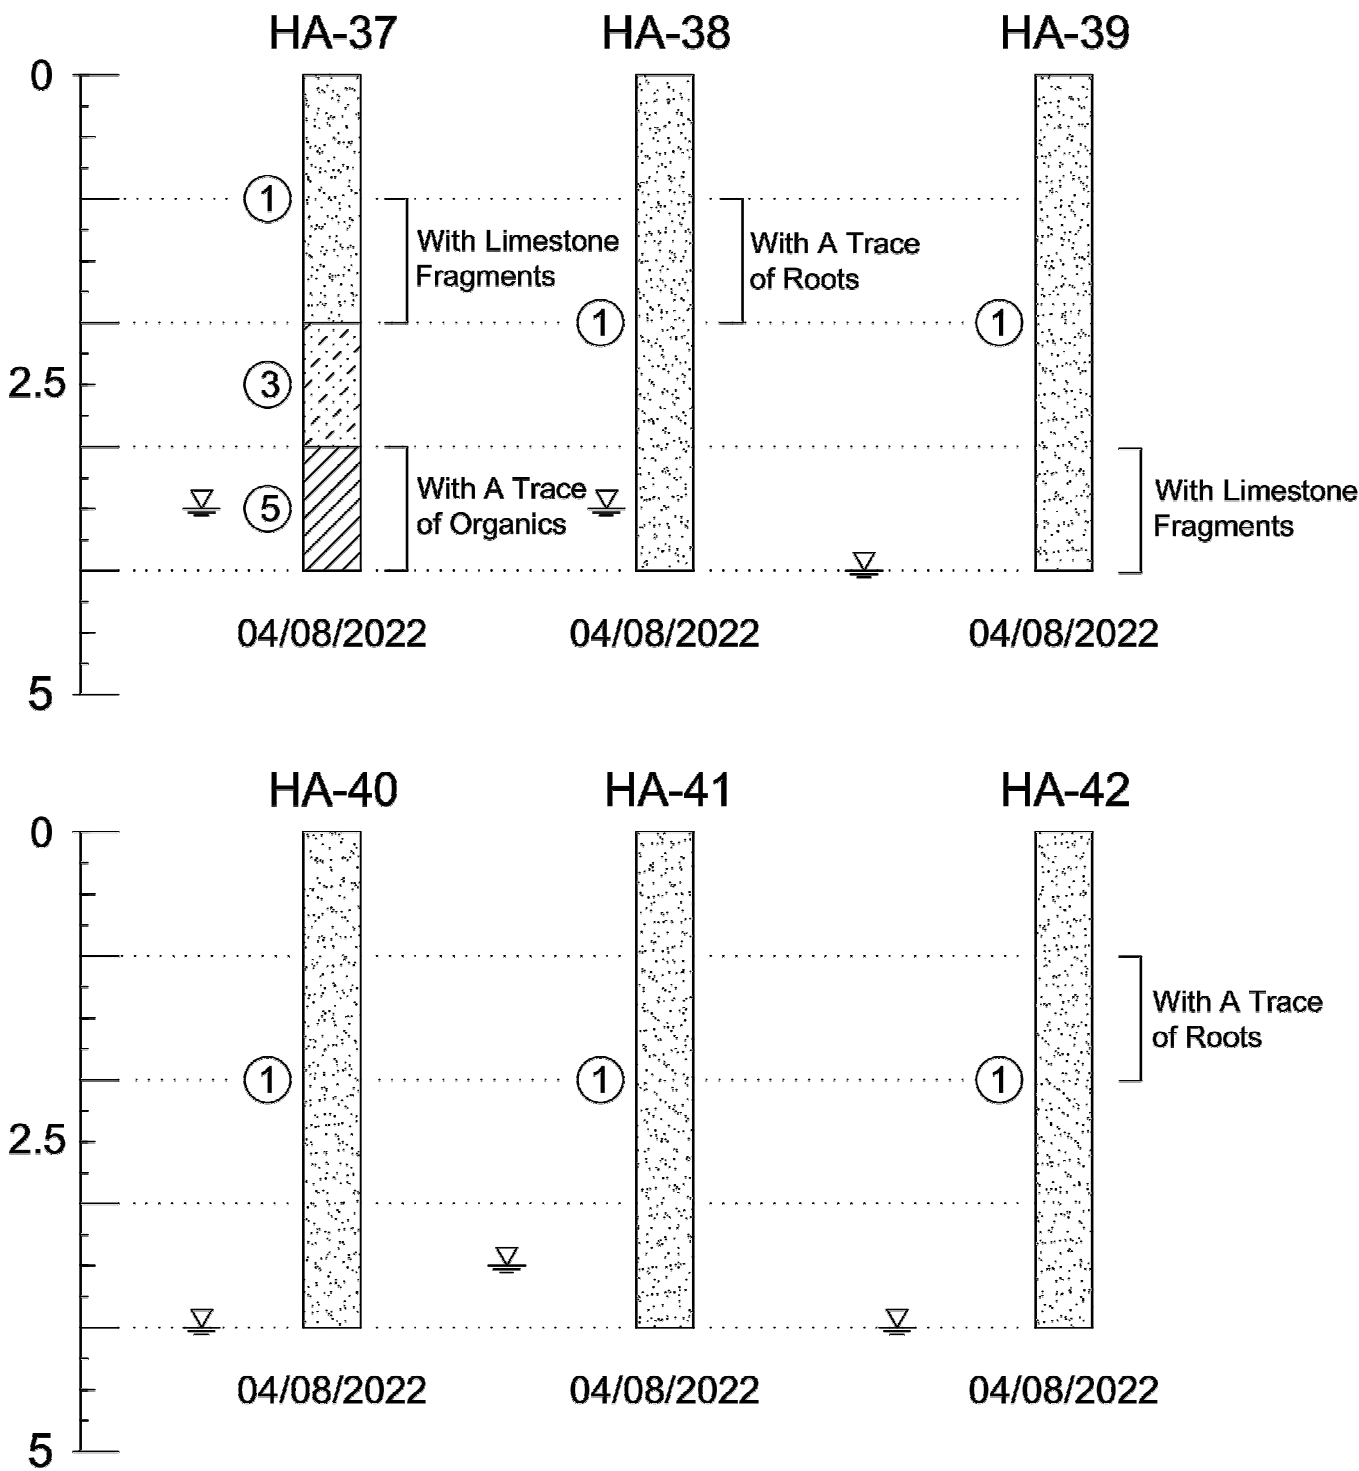 HA-37 HA-38 HA-39
0
1
With Limestone
Fragments
With A Trace
of Roots
1
1
2.5
3
5
With A Trace
of Organics
With Limestone
Fragments
04/08/2022 04/08/2022 04/08/2022
5
HA-40 HA-41 HA-42
0
With A Trace
of Roots
1 1 1
2.5
04/08/2022 04/08/2022 04/08/2022
5